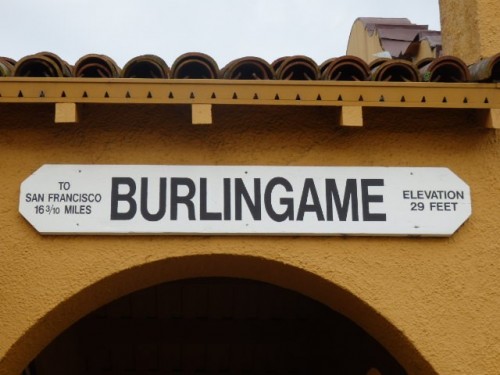 TO
SAN FRANCISCO
16 3/10 MILES
BURLINGAME
ELEVATION
29 FEET